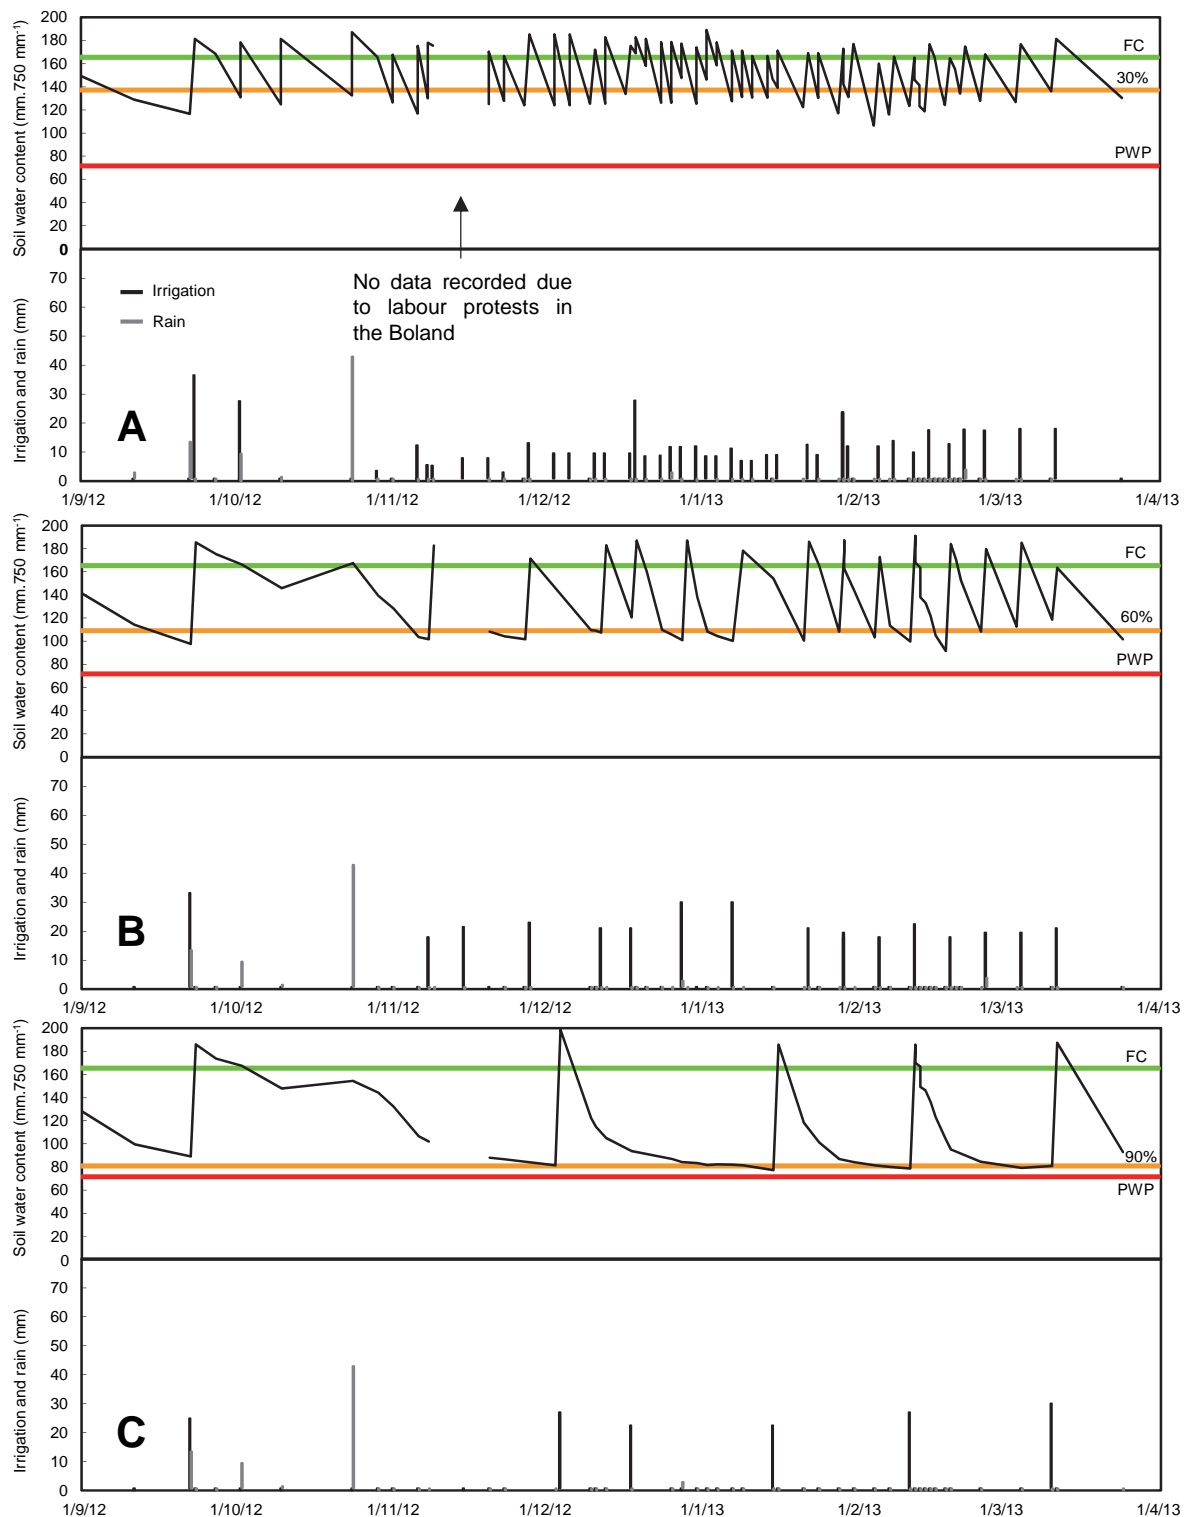 Soil water content (mm.750 mm⁻¹)
200
180
160
140
120
100
80
60
40
20
0
FC
30%
PWP
Irrigation and rain (mm)
70
60
50
40
30
20
10
0
Irrigation
Rain
No data recorded due
to labour protests in
the Boland
A
1/9/12 1/10/12 1/11/12 1/12/12 1/1/13 1/2/13 1/3/13 1/4/13
Soil water content (mm.750 mm⁻¹)
200
180
160
140
120
100
80
60
40
20
0
FC
60%
PWP
Irrigation and rain (mm)
70
60
50
40
30
20
10
0
B
1/9/12 1/10/12 1/11/12 1/12/12 1/1/13 1/2/13 1/3/13 1/4/13
Soil water content (mm.750 mm⁻¹)
200
180
160
140
120
100
80
60
40
20
0
FC
90%
PWP
Irrigation and rain (mm)
70
60
50
40
30
20
10
0
C
1/9/12 1/10/12 1/11/12 1/12/12 1/1/13 1/2/13 1/3/13 1/4/13